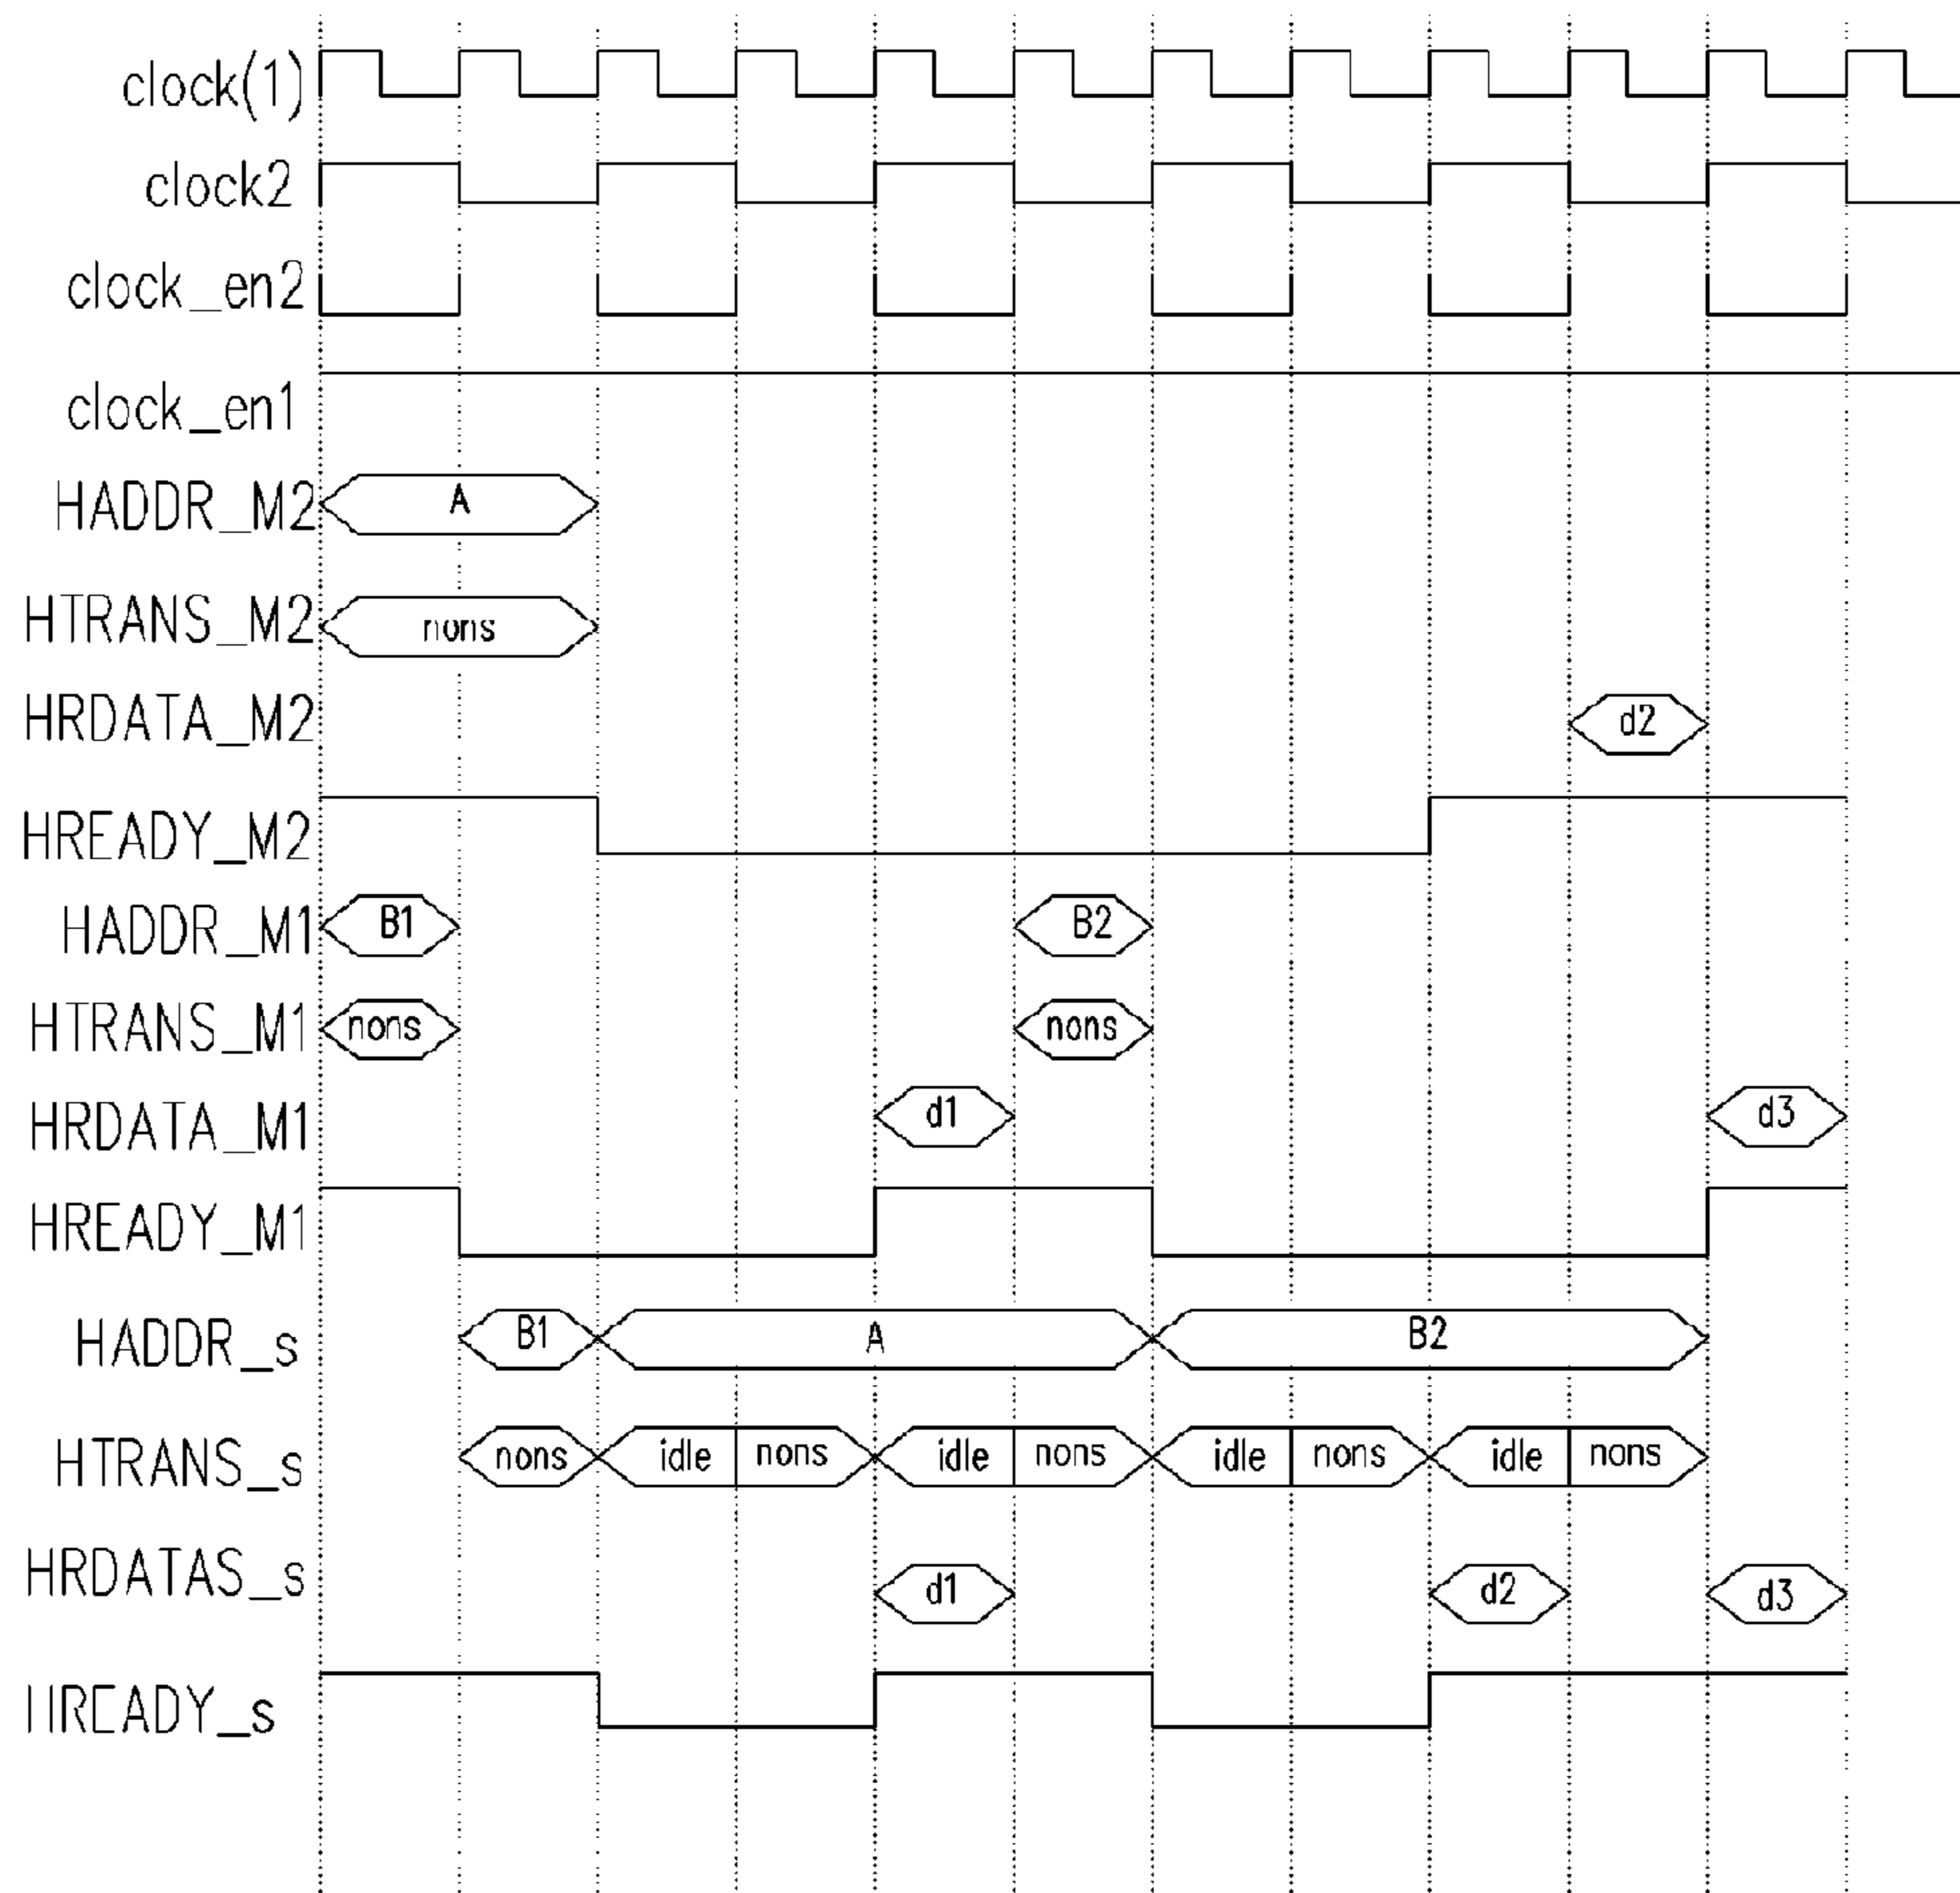 clock(1)
clock2
clock_en2
clock_en1
HADDR_M2 A
HTRANS_M2 nons
HRDATA_M2 d2
HREADY_M2
HADDR_M1 B1 B2
HTRANS_M1 nons nons
HRDATA_M1 d1 d3
HREADY_M1
HADDR_s B1 A B2
HTRANS_s nons idle nons idle nons idle nons idle nons
HRDATAS_s d1 d2 d3
HREADY_s